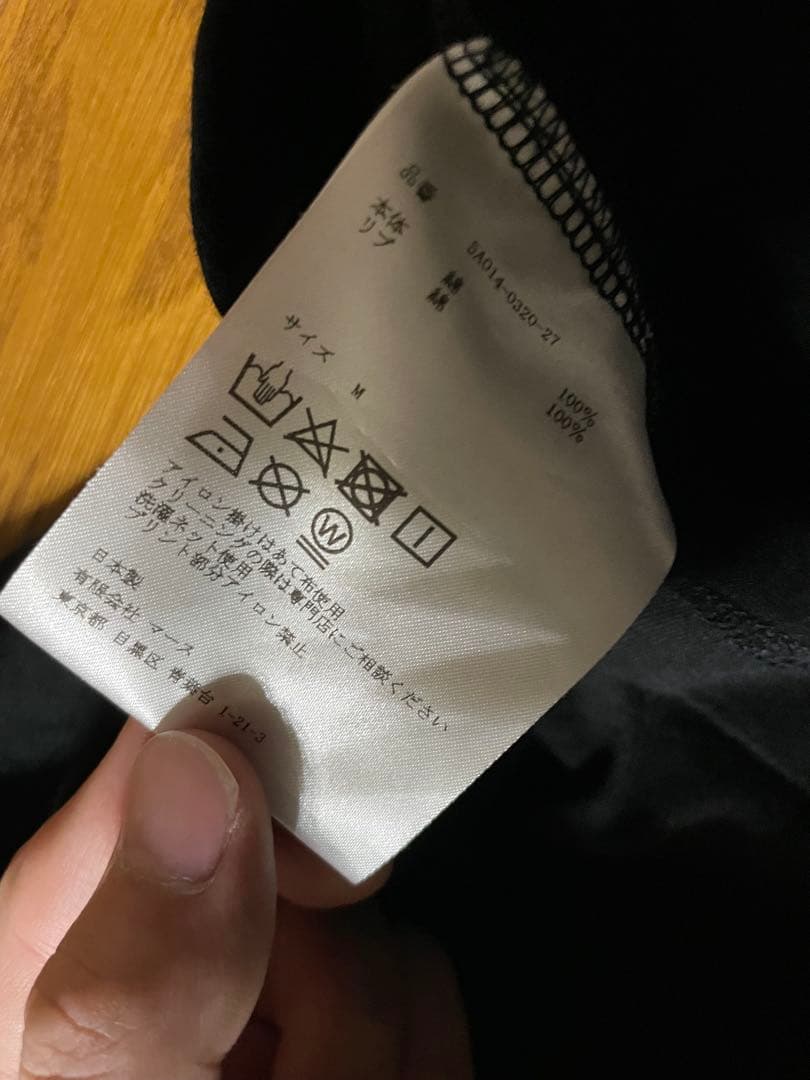 品番 5A014-0320-27
本体 綿 100%
リブ 綿 100%
サイズ M
W
アイロン掛けはあて布使用
クリーニングの際は専門店にご相談ください
洗濯ネット使用
プリント部分アイロン禁止
日本製
有限会社 マース
東京都 目黒区 青葉台 1-21-3